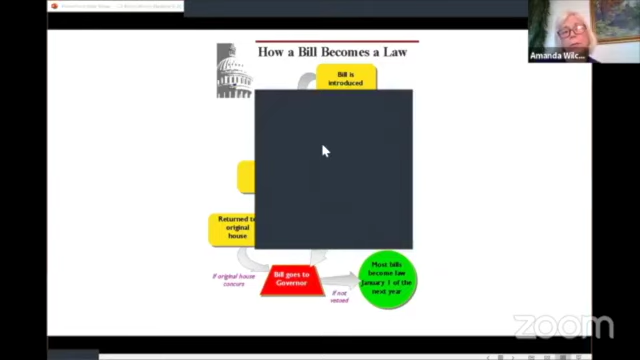 How a Bill Becomes a Law
Bill is
introduced
Amanda Wilc...
Returned to
original
house
If original house
concurs
Bill goes to
Governor
If not
vetoed
Most bills
become law
January 1 of the
next year
zoom